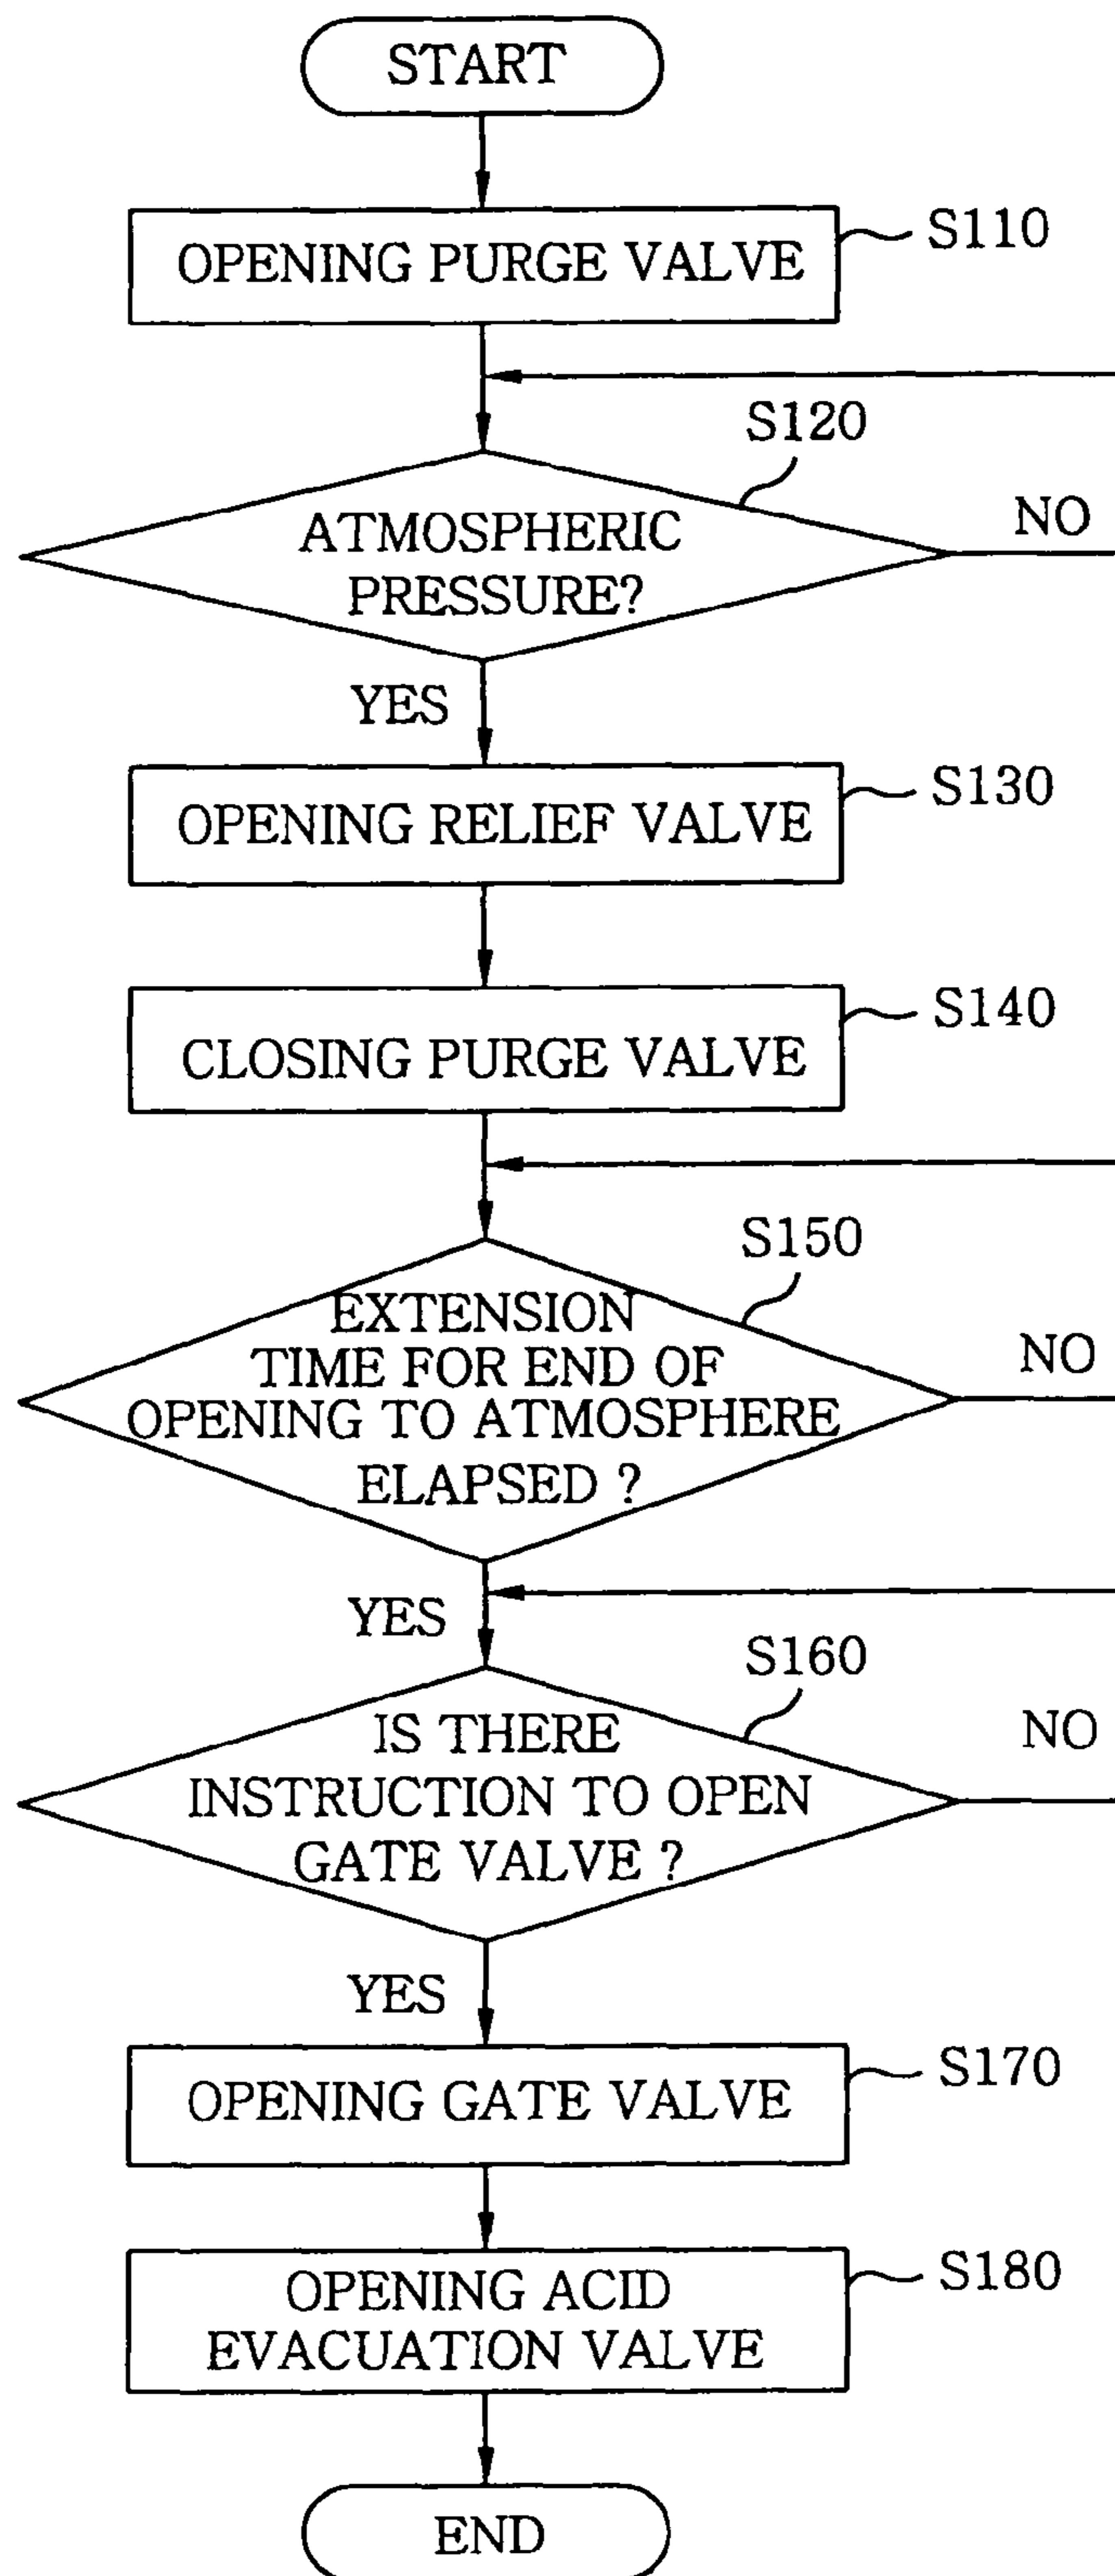 START
OPENING PURGE VALVE
S110
S120
ATMOSPHERIC
PRESSURE?
NO
YES
OPENING RELIEF VALVE
S130
CLOSING PURGE VALVE
S140
S150
EXTENSION
TIME FOR END OF
OPENING TO ATMOSPHERE
ELAPSED ?
NO
YES
S160
IS THERE
INSTRUCTION TO OPEN
GATE VALVE ?
NO
YES
OPENING GATE VALVE
S170
OPENING ACID
EVACUATION VALVE
S180
END